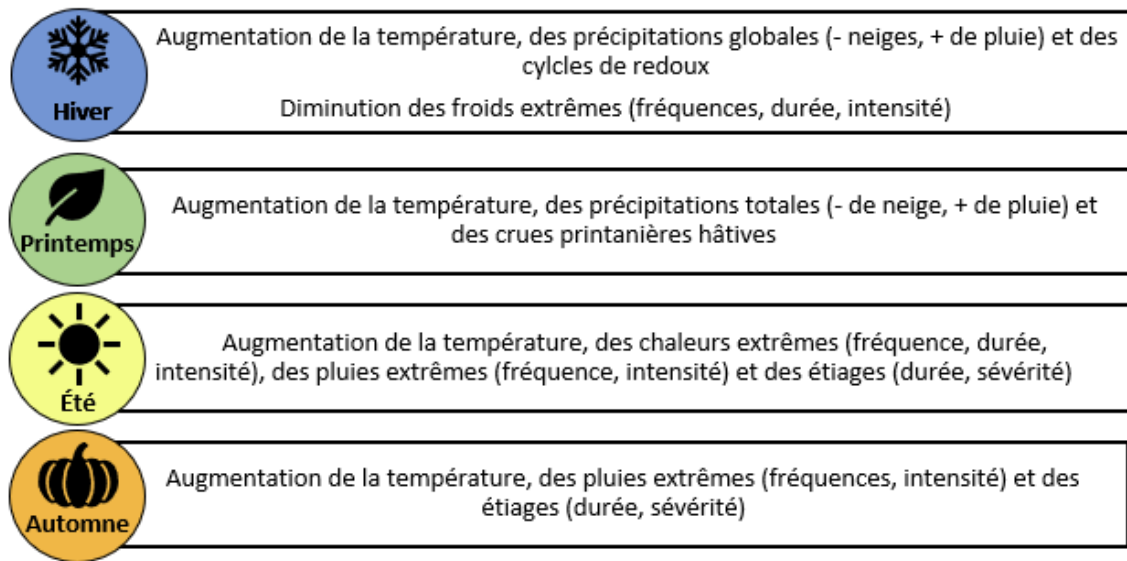 Augmentation de la température, des précipitations globales (- neiges, + de pluie) et des
cylcles de redoux
Diminution des froids extrêmes (fréquences, durée, intensité)
Hiver
Augmentation de la température, des précipitations totales (- de neige, + de pluie) et
des crues printanières hâtives
Printemps
Augmentation de la température, des chaleurs extrêmes (fréquence, durée,
intensité), des pluies extrêmes (fréquence, intensité) et des étiages (durée, sévérité)
Été
Augmentation de la température, des pluies extrêmes (fréquences, intensité) et des
étiages (durée, sévérité)
Automne